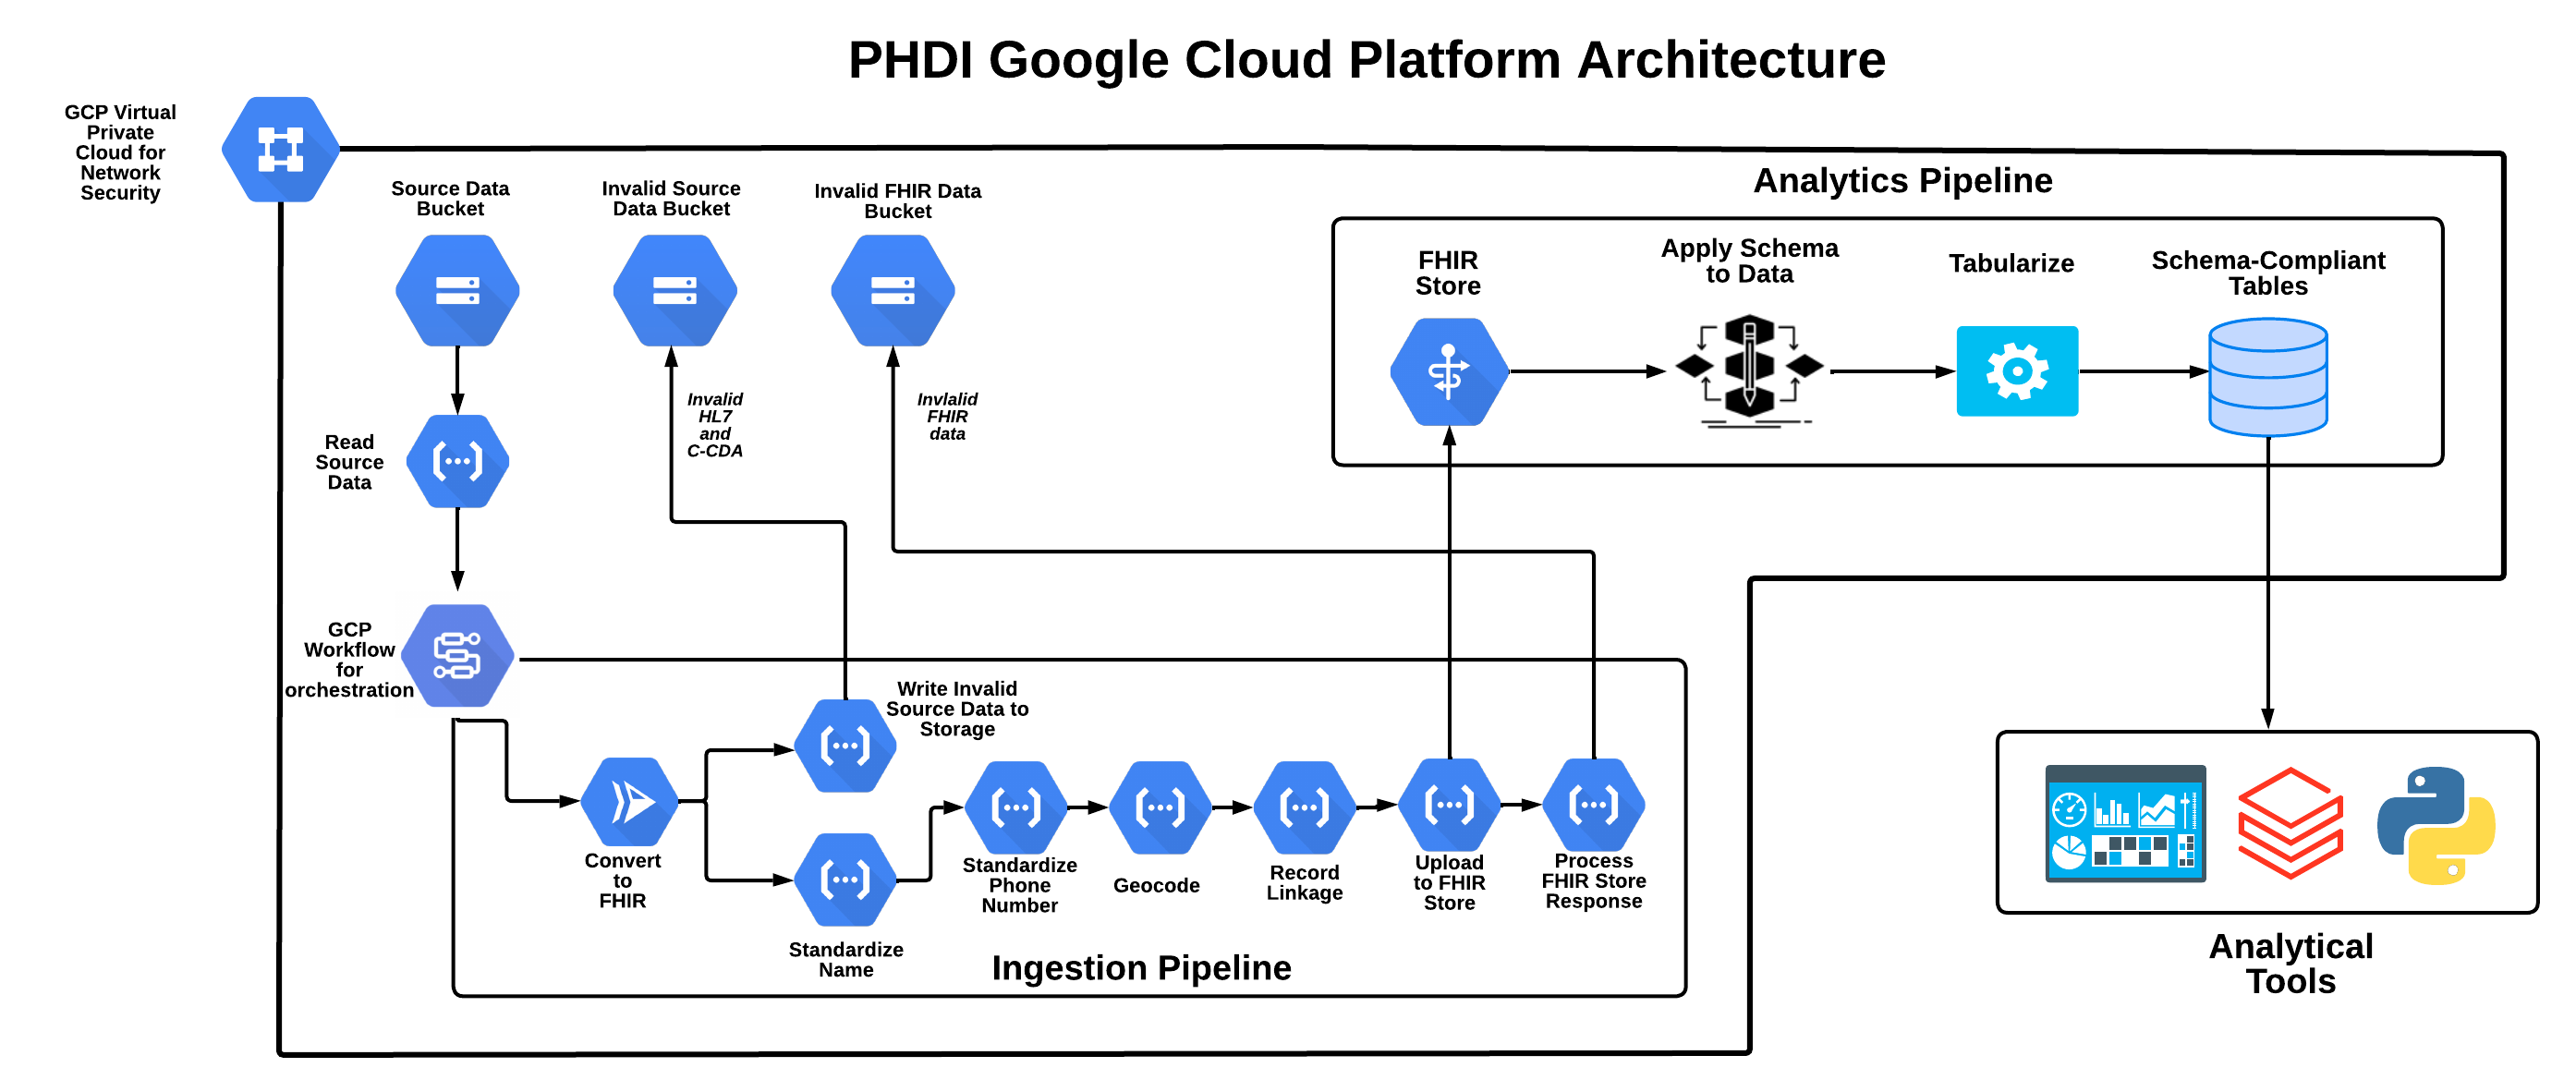 PHDI Google Cloud Platform Architecture
GCP Virtual
Private
Cloud for
Network
Security
Source Data
Bucket
Invalid Source
Data Bucket
Invalid FHIR Data
Bucket
Analytics Pipeline
FHIR
Store
Apply Schema
to Data
Tabularize
Schema-Compliant
Tables
Invalid
HL7
and
C-CDA
Invlalid
FHIR
data
Read
Source
Data
GCP
Workflow
for
orchestration
Write Invalid
Source Data to
Storage
Convert
to
FHIR
Standardize
Name
Standardize
Phone
Number
Geocode
Record
Linkage
Upload
to FHIR
Store
Process
FHIR Store
Response
Ingestion Pipeline
Analytical
Tools